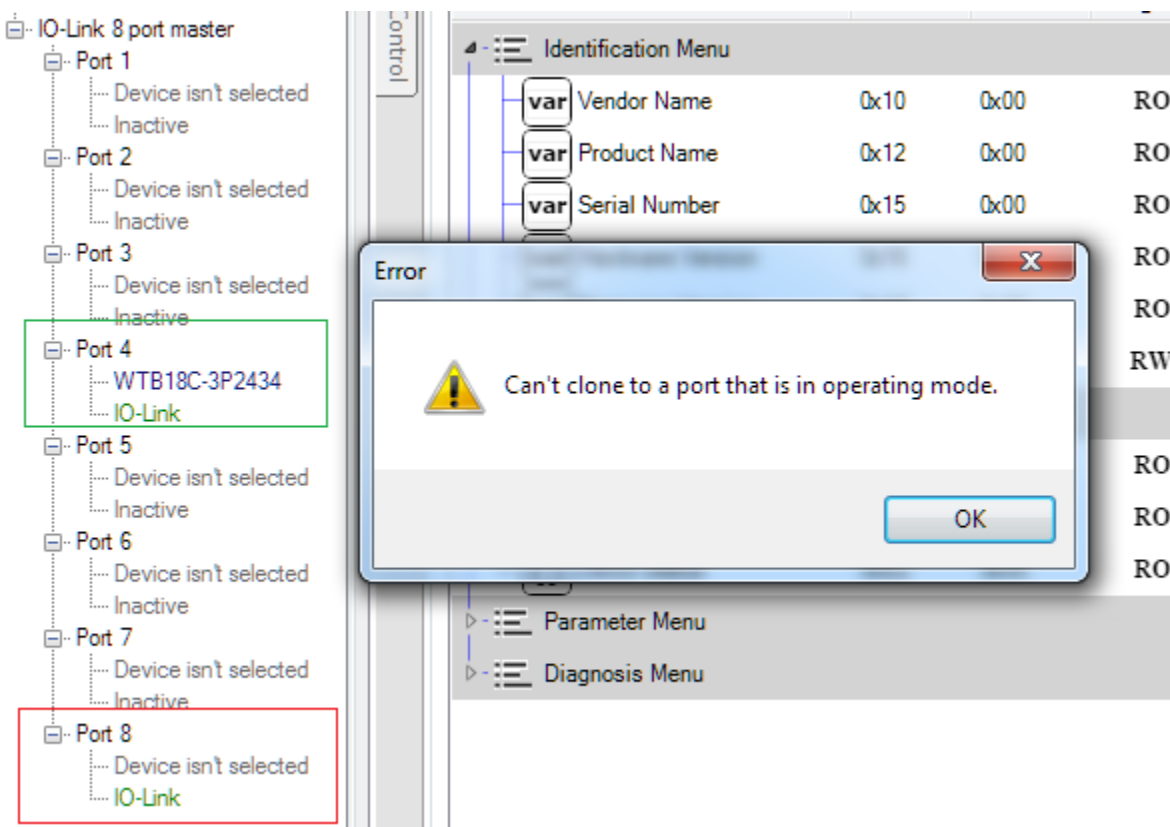 IO-Link 8 port master
Port 1
Device isn't selected
Inactive
Port 2
Device isn't selected
Inactive
Port 3
Device isn't selected
Inactive
Port 4
WTB18C-3P2434
IO-Link
Port 5
Device isn't selected
Inactive
Port 6
Device isn't selected
Inactive
Port 7
Device isn't selected
Inactive
Port 8
Device isn't selected
IO-Link
Control
Identification Menu
var Vendor Name 0x10 0x00 RO
var Product Name 0x12 0x00 RO
var Serial Number 0x15 0x00 RO
RO
RO
RW
RO
RO
RO
Error
Can't clone to a port that is in operating mode.
OK
Parameter Menu
Diagnosis Menu